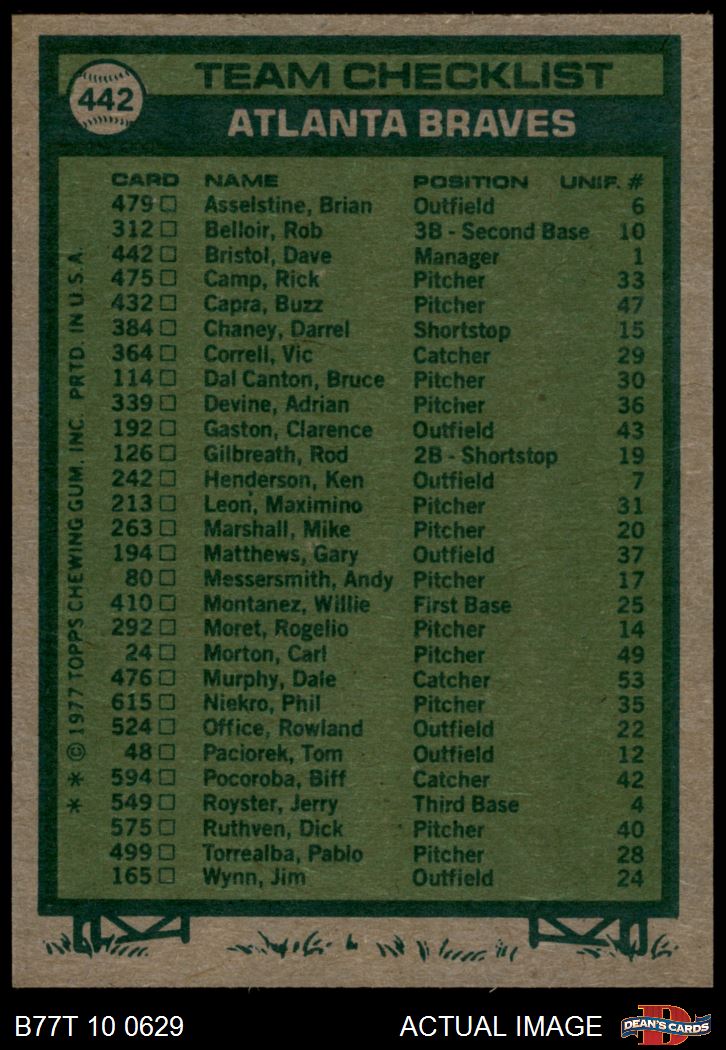 442
TEAM CHECKLIST
ATLANTA BRAVES
CARD NAME POSITION UNIF. #
479 Asselstine, Brian Outfield 6
312 Belloir, Rob 3B - Second Base 10
442 Bristol, Dave Manager 1
475 Camp, Rick Pitcher 33
432 Capra, Buzz Pitcher 47
384 Chaney, Darrel Shortstop 15
364 Correll, Vic Catcher 29
114 Dal Canton, Bruce Pitcher 30
339 Devine, Adrian Pitcher 36
192 Gaston, Clarence Outfield 43
126 Gilbreath, Rod 2B - Shortstop 19
242 Henderson, Ken Outfield 7
213 Leon, Maximino Pitcher 31
263 Marshall, Mike Pitcher 20
194 Matthews, Gary Outfield 37
80 Messersmith, Andy Pitcher 17
410 Montanez, Willie First Base 25
292 Moret, Rogelio Pitcher 14
24 Morton, Carl Pitcher 49
476 Murphy, Dale Catcher 53
615 Niekro, Phil Pitcher 35
524 Office, Rowland Outfield 22
48 Paciorek, Tom Outfield 12
594 Pocoroba, Biff Catcher 42
549 Royster, Jerry Third Base 4
575 Ruthven, Dick Pitcher 40
499 Torrealba, Pablo Pitcher 28
165 Wynn, Jim Outfield 24
* * © 1977 TOPPS CHEWING GUM, INC. PRTD. IN U.S.A.
B77T 10 0629 ACTUAL IMAGE
D
DEAN'S CARDS